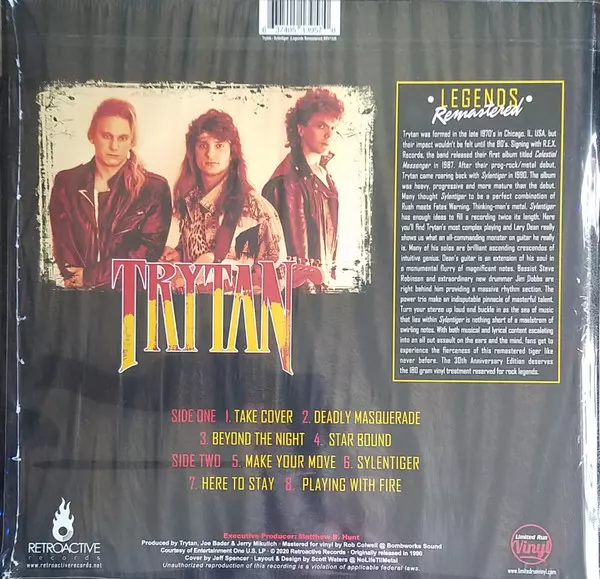 0 37405 13957 0
Trytan - Sylentiger (Legends Remastered)
TRYTAN
• LEGENDS •
Remastered
Trytan was formed in the late 1970's in Chicago, IL, USA, but
their impact wouldn't be felt until the 80's. Signing with R.E.X.
Records, the band released their first album titled Celestial
Messenger in 1987. After their prog-rock/metal debut,
Trytan came roaring back with Sylentiger in 1990. The album
was heavy, progressive and more mature than the debut.
Many thought Sylentiger to be a perfect combination of
Rush meets Fates Warning. Thinking-man's metal. Sylentiger
has enough ideas to fill a recording twice its length. Here
you'll find Trytan's most complex playing and Lary Dean really
shows us what an all-commanding monster on guitar he really
is. Many of his solos are brilliant ascending crescendos of
intuitive genius. Dean's guitar is an extension of his soul in
a monumental flurry of magnificent notes. Bassist Steve
Robinson and extraordinary new drummer Jim Dobbs are
right behind him providing a massive rhythm section. The
power trio make an indisputable pinnacle of masterful talent.
Turn your stereo up loud and buckle in as the sea of music
that lies within Sylentiger is nothing short of a maelstrom of
swirling notes. With both musical and lyrical content escalating
into an all out assault on the ears and the mind, fans get to
experience the fierceness of this remastered tiger like
never before. The 30th Anniversary Edition deserves
the 180 gram vinyl treatment reserved for rock legends.
SIDE ONE 1. TAKE COVER 2. DEADLY MASQUERADE
3. BEYOND THE NIGHT 4. STAR BOUND
SIDE TWO 5. MAKE YOUR MOVE 6. SYLENTIGER
7. HERE TO STAY 8. PLAYING WITH FIRE
Executive Producer: Matthew B. Hunt
Produced by Trytan, Joe Bader & Jerry Mikulich - Mastered for vinyl by Rob Colwell @ Bombworks Sound
Courtesy of Entertainment One U.S. LP - © 2020 Retroactive Records - Originally released in 1990
Cover by Jeff Spencer - Layout & Design by Scott Waters @ NoLifeTilMetal
Unauthorized reproduction of this recording is a violation of applicable federal laws.
RETROACTIVE
records
www.retroactiverecords.net
Limited Run
Vinyl
www.limitedrunvinyl.com